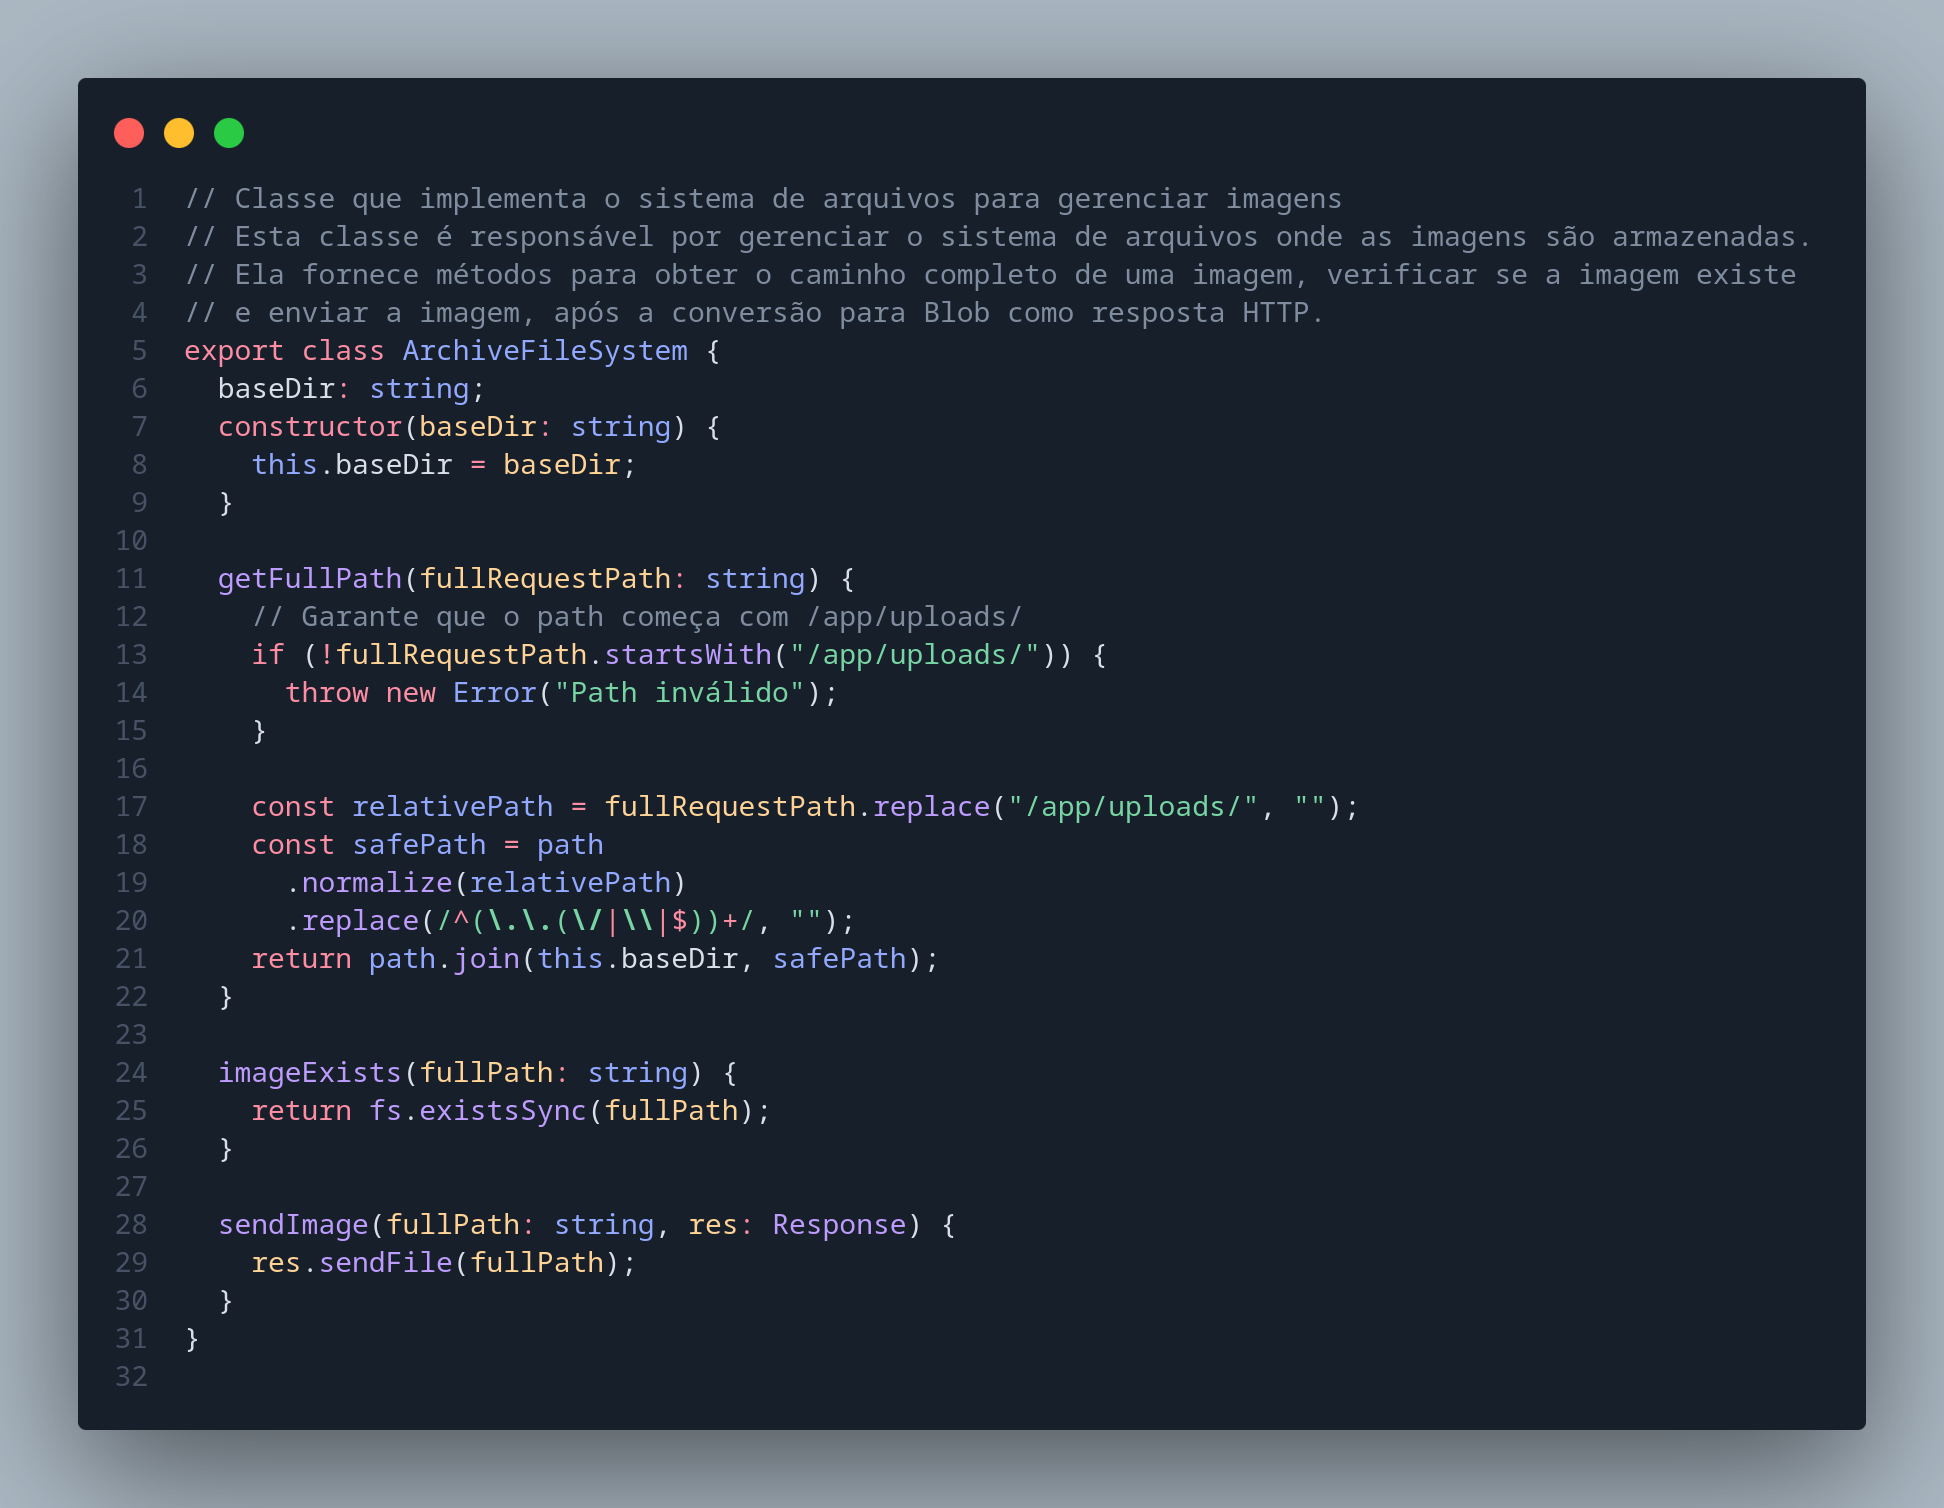 1 // Classe que implementa o sistema de arquivos para gerenciar imagens
2 // Esta classe é responsável por gerenciar o sistema de arquivos onde as imagens são armazenadas.
3 // Ela fornece métodos para obter o caminho completo de uma imagem, verificar se a imagem existe
4 // e enviar a imagem, após a conversão para Blob como resposta HTTP.
5 export class ArchiveFileSystem {
6   baseDir: string;
7   constructor(baseDir: string) {
8     this.baseDir = baseDir;
9   }
10
11   getFullPath(fullRequestPath: string) {
12     // Garante que o path começa com /app/uploads/
13     if (!fullRequestPath.startsWith("/app/uploads/")) {
14       throw new Error("Path inválido");
15     }
16
17     const relativePath = fullRequestPath.replace("/app/uploads/", "");
18     const safePath = path
19       .normalize(relativePath)
20       .replace(/^(\.\.(\/|\\|$))+/, "");
21     return path.join(this.baseDir, safePath);
22   }
23
24   imageExists(fullPath: string) {
25     return fs.existsSync(fullPath);
26   }
27
28   sendImage(fullPath: string, res: Response) {
29     res.sendFile(fullPath);
30   }
31 }
32